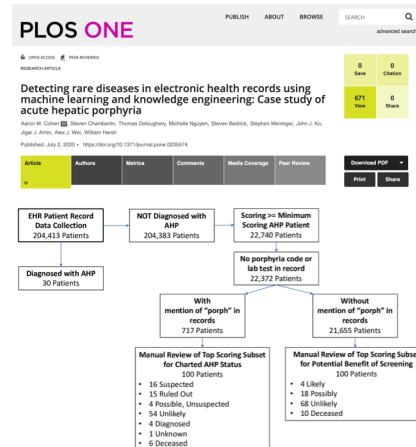 PUBLISH ABOUT BROWSE SEARCH
advanced search
PLOS ONE
OPEN ACCESS PEER-REVIEWED
RESEARCH ARTICLE
Detecting rare diseases in electronic health records using
machine learning and knowledge engineering: Case study of
acute hepatic porphyria
Aaron M. Cohen, Steven Chamberlin, Thomas Deloughery, Michelle Nguyen, Steven Bedrick, Stephen Meninger, John J. Ko,
Jigar J. Amin, Alex J. Wei, William Hersh
Published: July 2, 2020 • https://doi.org/10.1371/journal.pone.0235574
0
Save
0
Citation
671
View
0
Share
Article Authors Metrics Comments Media Coverage Peer Review
Download PDF
Print Share
EHR Patient Record
Data Collection
204,413 Patients
NOT Diagnosed with
AHP
204,383 Patients
Scoring >= Minimum
Scoring AHP Patient
22,740 Patients
Diagnosed with AHP
30 Patients
No porphyria code or
lab test in record
22,372 Patients
With
mention of "porph" in
records
717 Patients
Without
mention of "porph" in
records
21,655 Patients
Manual Review of Top Scoring Subset
for Charted AHP Status
100 Patients
• 16 Suspected
• 15 Ruled Out
• 4 Possible, Unsuspected
• 54 Unlikely
• 4 Diagnosed
• 1 Unknown
• 6 Deceased
Manual Review of Top Scoring Subset
for Potential Benefit of Screening
100 Patients
• 4 Likely
• 18 Possibly
• 68 Unlikely
• 10 Deceased